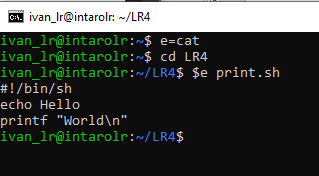 ivan_lr@intarolr: ~/LR4
ivan_lr@intarolr:~$ e=cat
ivan_lr@intarolr:~$ cd LR4
ivan_lr@intarolr:~/LR4$ $e print.sh
#!/bin/sh
echo Hello
printf "World\n"
ivan_lr@intarolr:~/LR4$